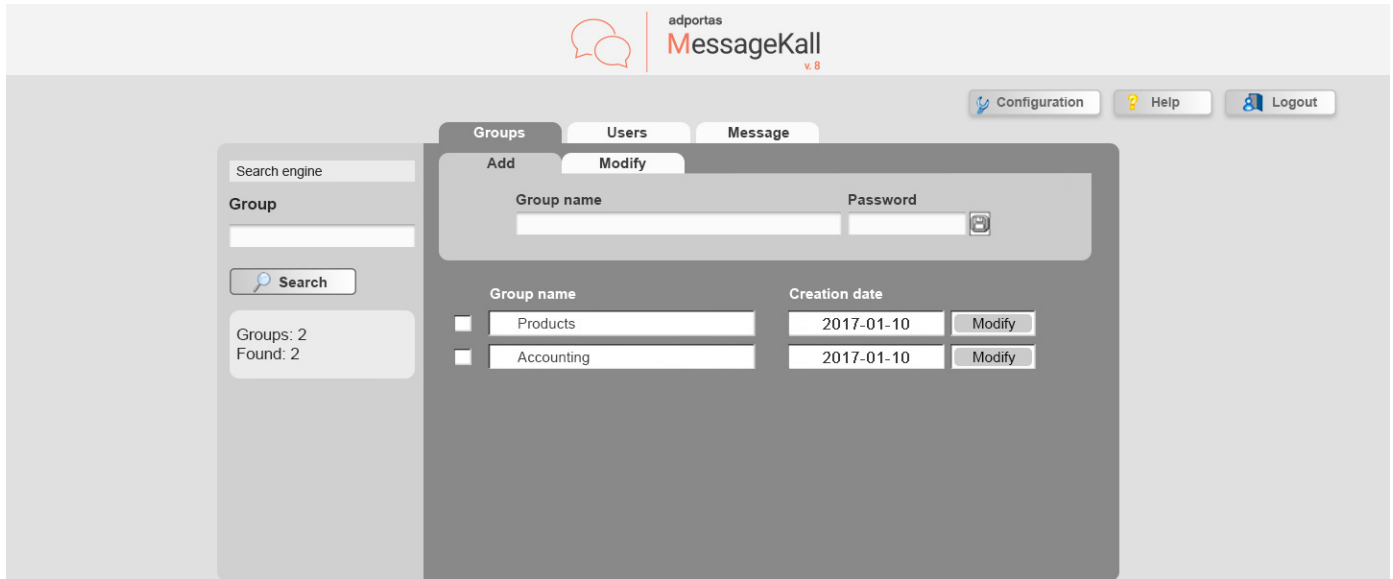 adportas
MessageKall
v. 8
Configuration
Help
Logout
Groups
Users
Message
Search engine
Group
Search
Groups: 2
Found: 2
Add
Modify
Group name
Password
Group name
Creation date
Products
2017-01-10
Modify
Accounting
2017-01-10
Modify